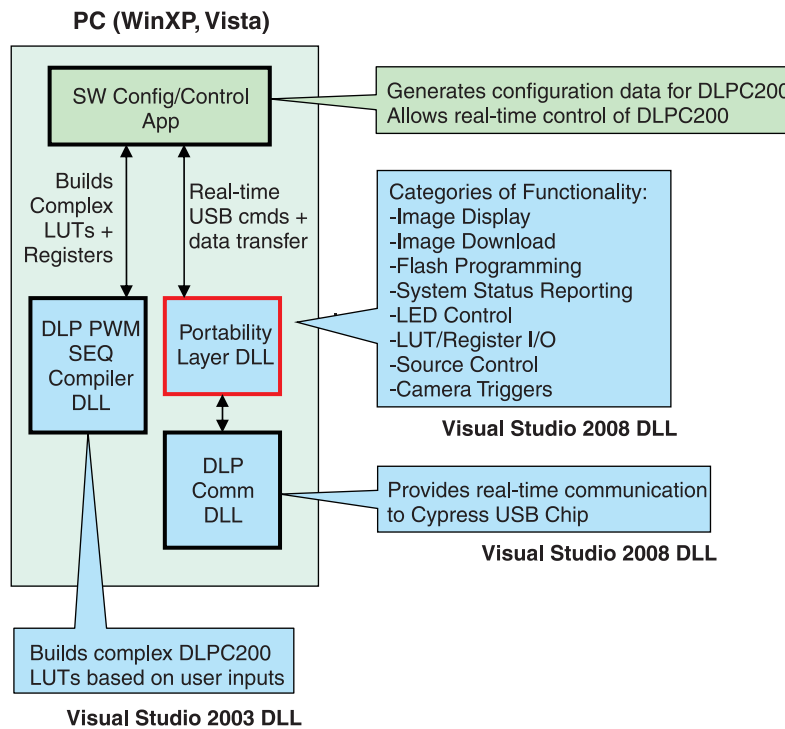 PC (WinXP, Vista)
SW Config/Control
App
Generates configuration data for DLPC200
Allows real-time control of DLPC200
Builds
Complex
LUTs +
Registers
Real-time
USB cmds +
data transfer
Categories of Functionality:
-Image Display
-Image Download
-Flash Programming
-System Status Reporting
-LED Control
-LUT/Register I/O
-Source Control
-Camera Triggers
Visual Studio 2008 DLL
DLP PWM
SEQ
Compiler
DLL
Portability
Layer DLL
DLP
Comm
DLL
Provides real-time communication
to Cypress USB Chip
Visual Studio 2008 DLL
Builds complex DLPC200
LUTs based on user inputs
Visual Studio 2003 DLL